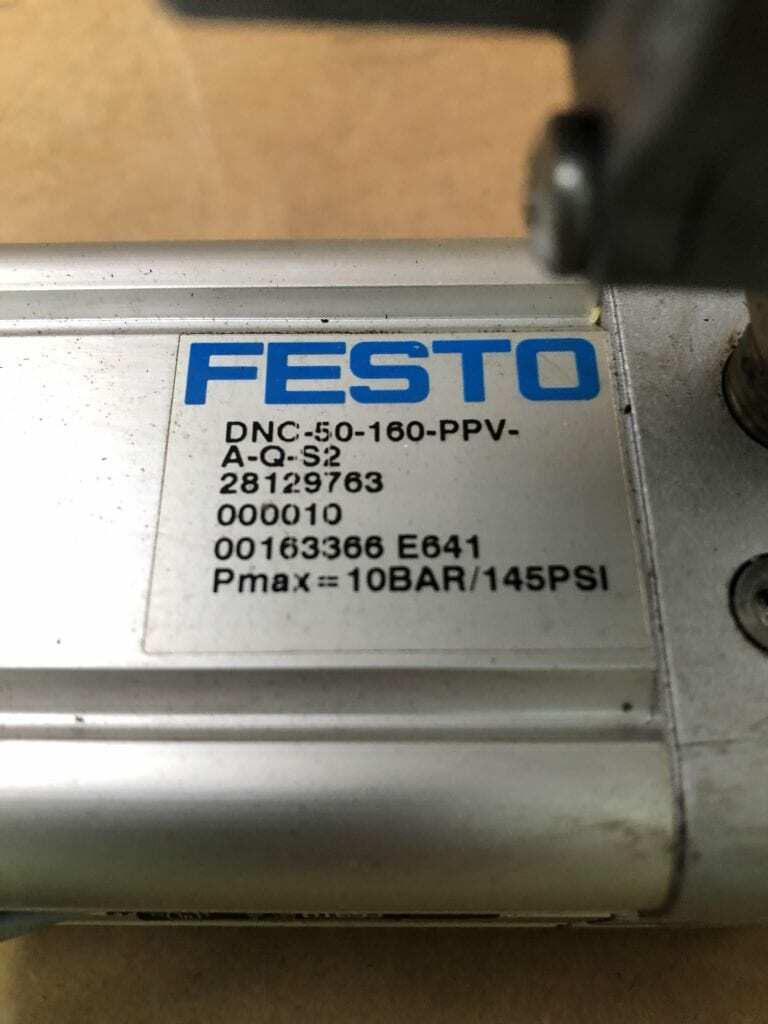 FESTO
DNC-50-160-PPV-
A-Q-S2
28129763
000010
00163366 E641
Pmax=10BAR/145PSI